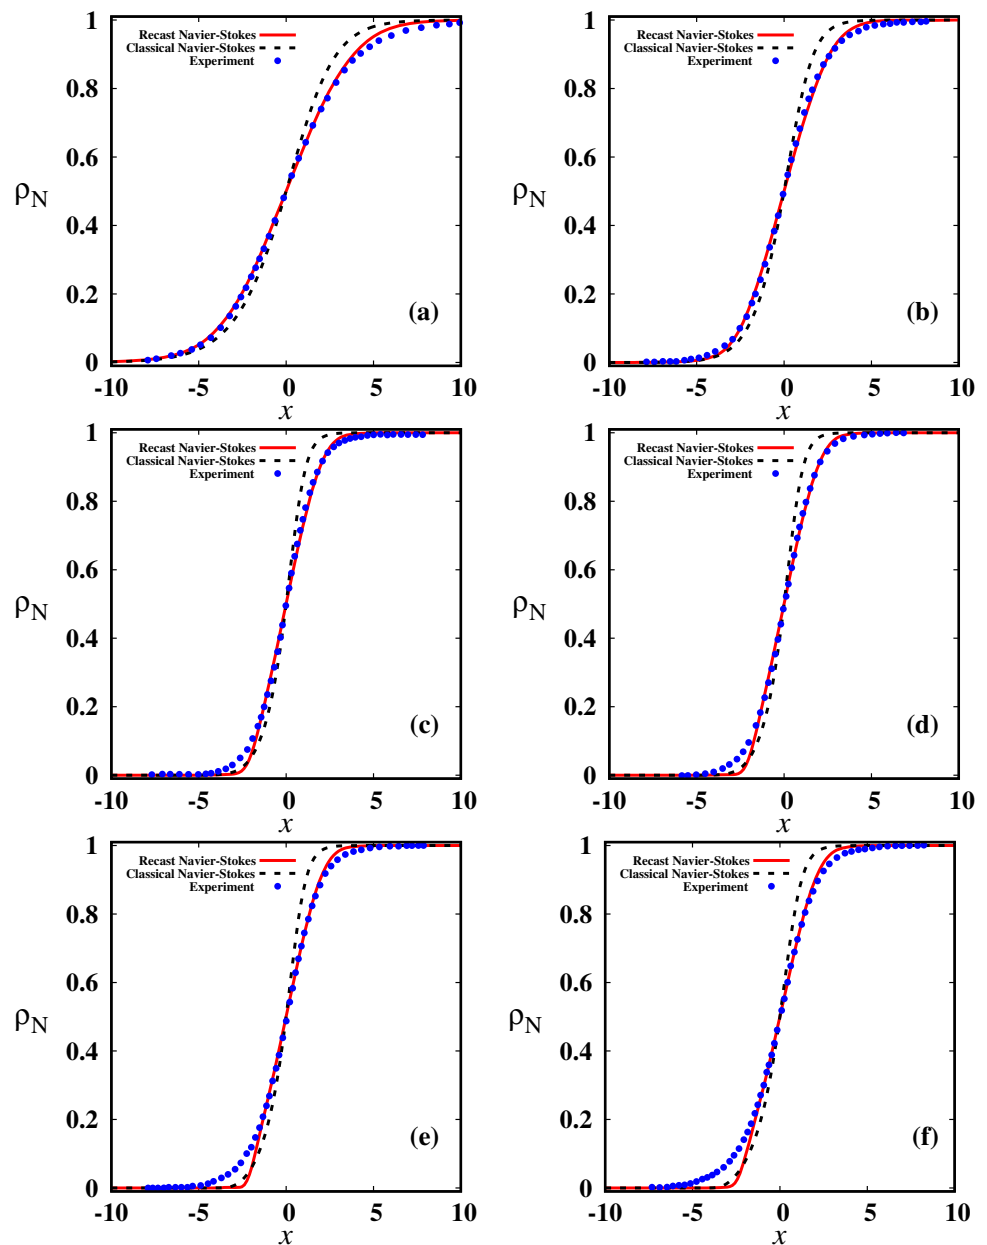 1
Recast Navier-Stokes
Classical Navier-Stokes
Experiment
0.8
0.6
ρN
0.4
0.2
(a)
0
-10 -5 0 5 10
x
1
Recast Navier-Stokes
Classical Navier-Stokes
Experiment
0.8
0.6
ρN
0.4
0.2
(b)
0
-10 -5 0 5 10
x
1
Recast Navier-Stokes
Classical Navier-Stokes
Experiment
0.8
0.6
ρN
0.4
0.2
(c)
0
-10 -5 0 5 10
x
1
Recast Navier-Stokes
Classical Navier-Stokes
Experiment
0.8
0.6
ρN
0.4
0.2
(d)
0
-10 -5 0 5 10
x
1
Recast Navier-Stokes
Classical Navier-Stokes
Experiment
0.8
0.6
ρN
0.4
0.2
(e)
0
-10 -5 0 5 10
x
1
Recast Navier-Stokes
Classical Navier-Stokes
Experiment
0.8
0.6
ρN
0.4
0.2
(f)
0
-10 -5 0 5 10
x